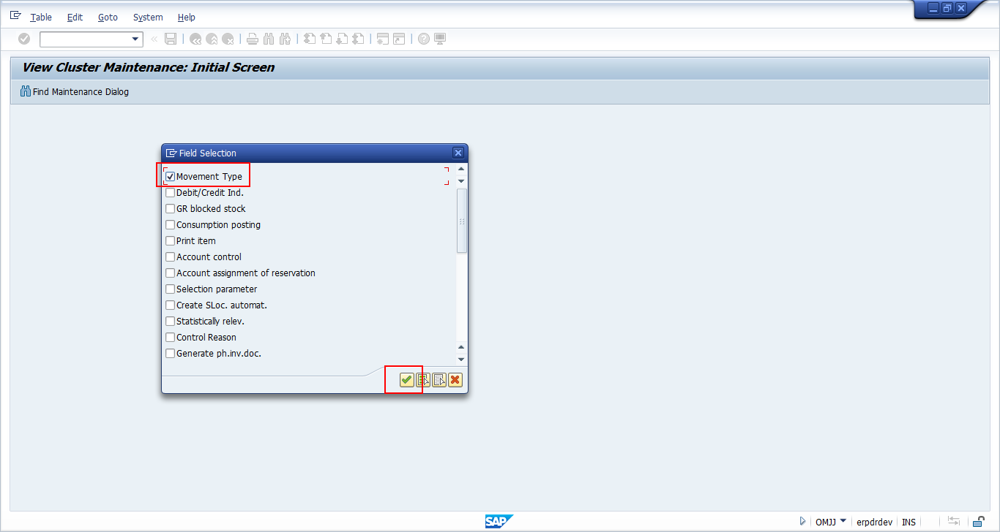 Table Edit Goto System Help
View Cluster Maintenance: Initial Screen
Find Maintenance Dialog
Field Selection
Movement Type
Debit/Credit Ind.
GR blocked stock
Consumption posting
Print item
Account control
Account assignment of reservation
Selection parameter
Create SLoc. automat.
Statistically relev.
Control Reason
Generate ph.inv.doc.
SAP
OMJJ erpdrdev INS